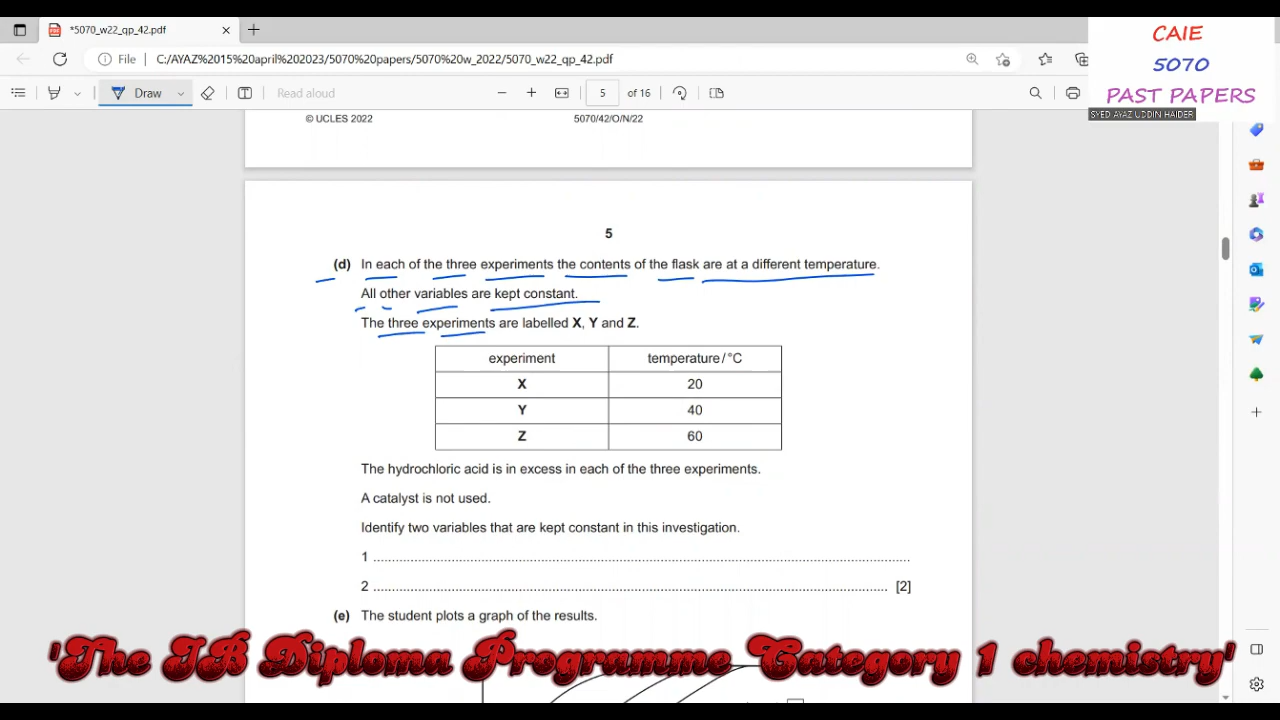 *5070_w22_qp_42.pdf
File C:/AYAZ%2015%20april%202023/5070%20papers/5070%20w_2022/5070_w22_qp_42.pdf
CAIE
5070
PAST PAPERS
SYED AYAZ UDDIN HAIDER
Draw Read aloud 5 of 16
© UCLES 2022 5070/42/O/N/22
5
(d) In each of the three experiments the contents of the flask are at a different temperature.
All other variables are kept constant.
The three experiments are labelled X, Y and Z.
experiment temperature / °C
X 20
Y 40
Z 60
The hydrochloric acid is in excess in each of the three experiments.
A catalyst is not used.
Identify two variables that are kept constant in this investigation.
1 ................................................................
2 ................................................................ [2]
(e) The student plots a graph of the results.
'The IB Diploma Programme Category 1 chemistry'